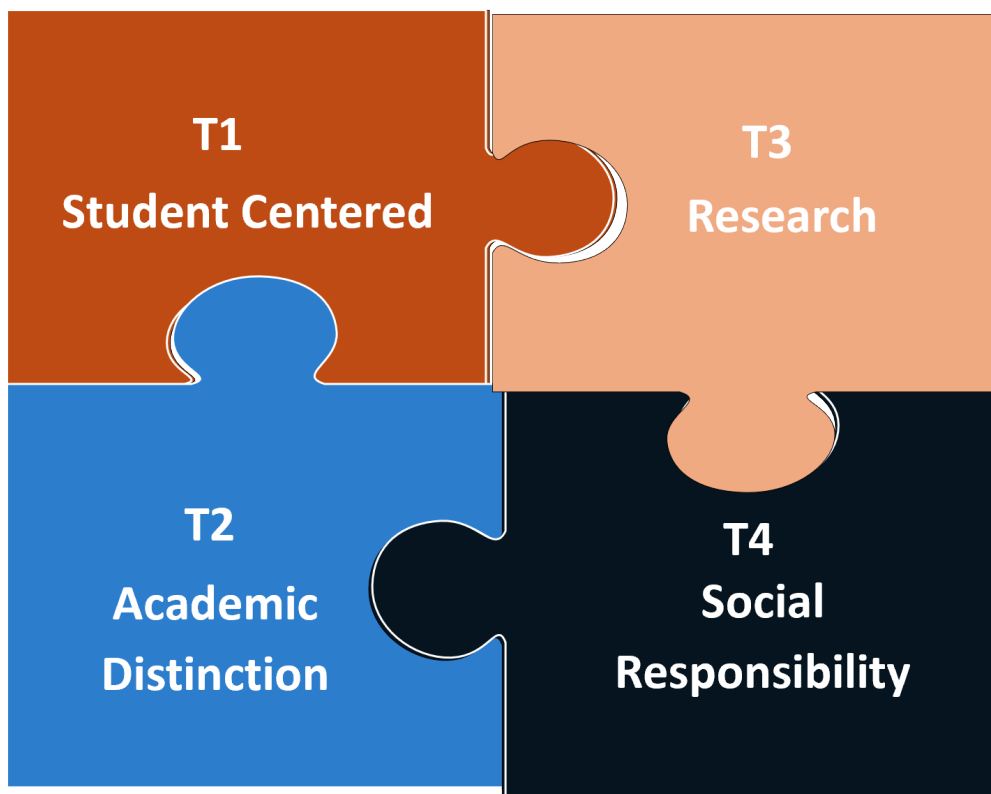 T1
Student Centered
T3
Research
T2
Academic
Distinction
T4
Social
Responsibility